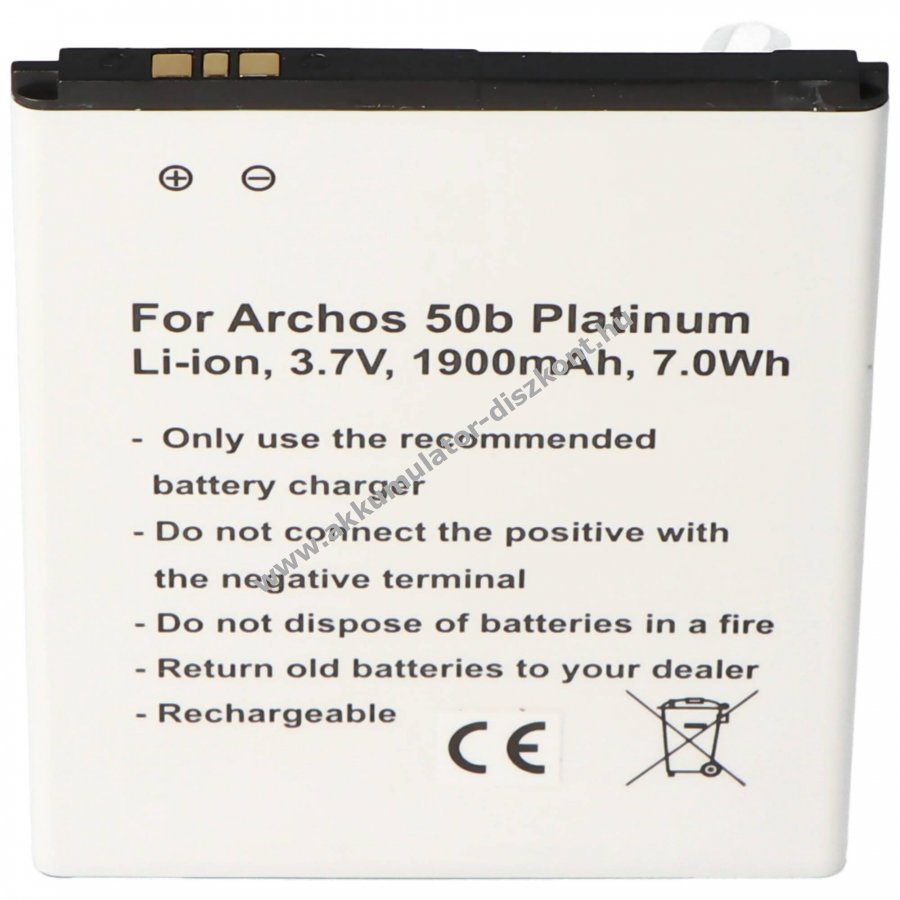 For Archos 50b Platinum
Li-ion, 3.7V, 1900mAh, 7.0Wh
- Only use the recommended
battery charger
- Do not connect the positive with
the negative terminal
- Do not dispose of batteries in a fire
- Return old batteries to your dealer
- Rechargeable
CE
www.akkumulator-diszkont.hu